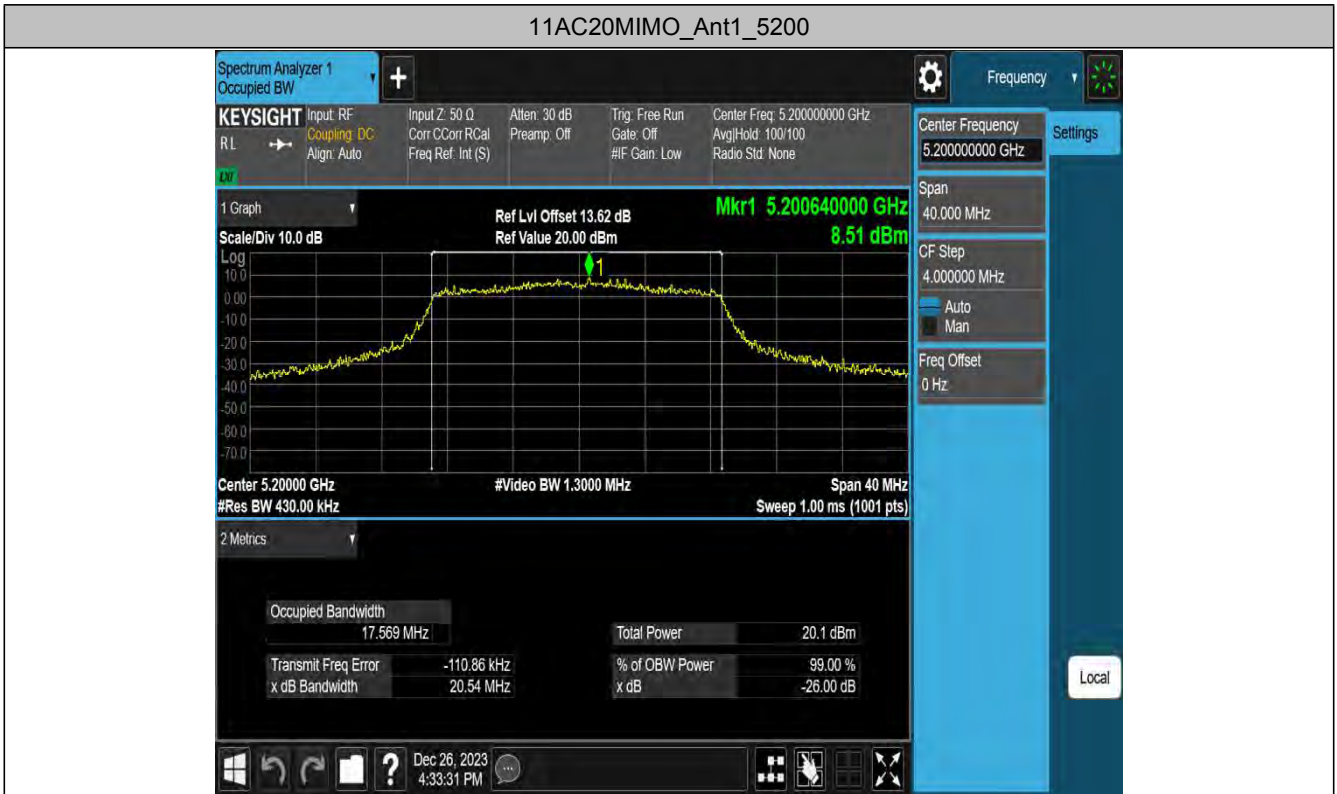 11AC20MIMO_Ant1_5200
Spectrum Analyzer 1
Occupied BW
+
Frequency
KEYSIGHT
RL
LXI
Input: RF
Coupling: DC
Align: Auto
Input Z: 50 Ω
Corr CCorr RCal
Freq Ref: Int (S)
Atten: 30 dB
Preamp: Off
Trig: Free Run
Gate: Off
#IF Gain: Low
Center Freq: 5.200000000 GHz
Avg|Hold: 100/100
Radio Std: None
Center Frequency
5.200000000 GHz
Settings
Span
40.000 MHz
CF Step
4.000000 MHz
Auto
Man
Freq Offset
0 Hz
Local
1 Graph
Scale/Div 10.0 dB
Ref Lvl Offset 13.62 dB
Ref Value 20.00 dBm
Mkr1 5.200640000 GHz
8.51 dBm
Log
10.0
0.00
-10.0
-20.0
-30.0
-40.0
-50.0
-60.0
-70.0
1
Center 5.20000 GHz
#Res BW 430.00 kHz
#Video BW 1.3000 MHz
Span 40 MHz
Sweep 1.00 ms (1001 pts)
2 Metrics
Occupied Bandwidth
17.569 MHz
Total Power 20.1 dBm
Transmit Freq Error -110.86 kHz
% of OBW Power 99.00 %
x dB Bandwidth 20.54 MHz
x dB -26.00 dB
?
Dec 26, 2023
4:33:31 PM